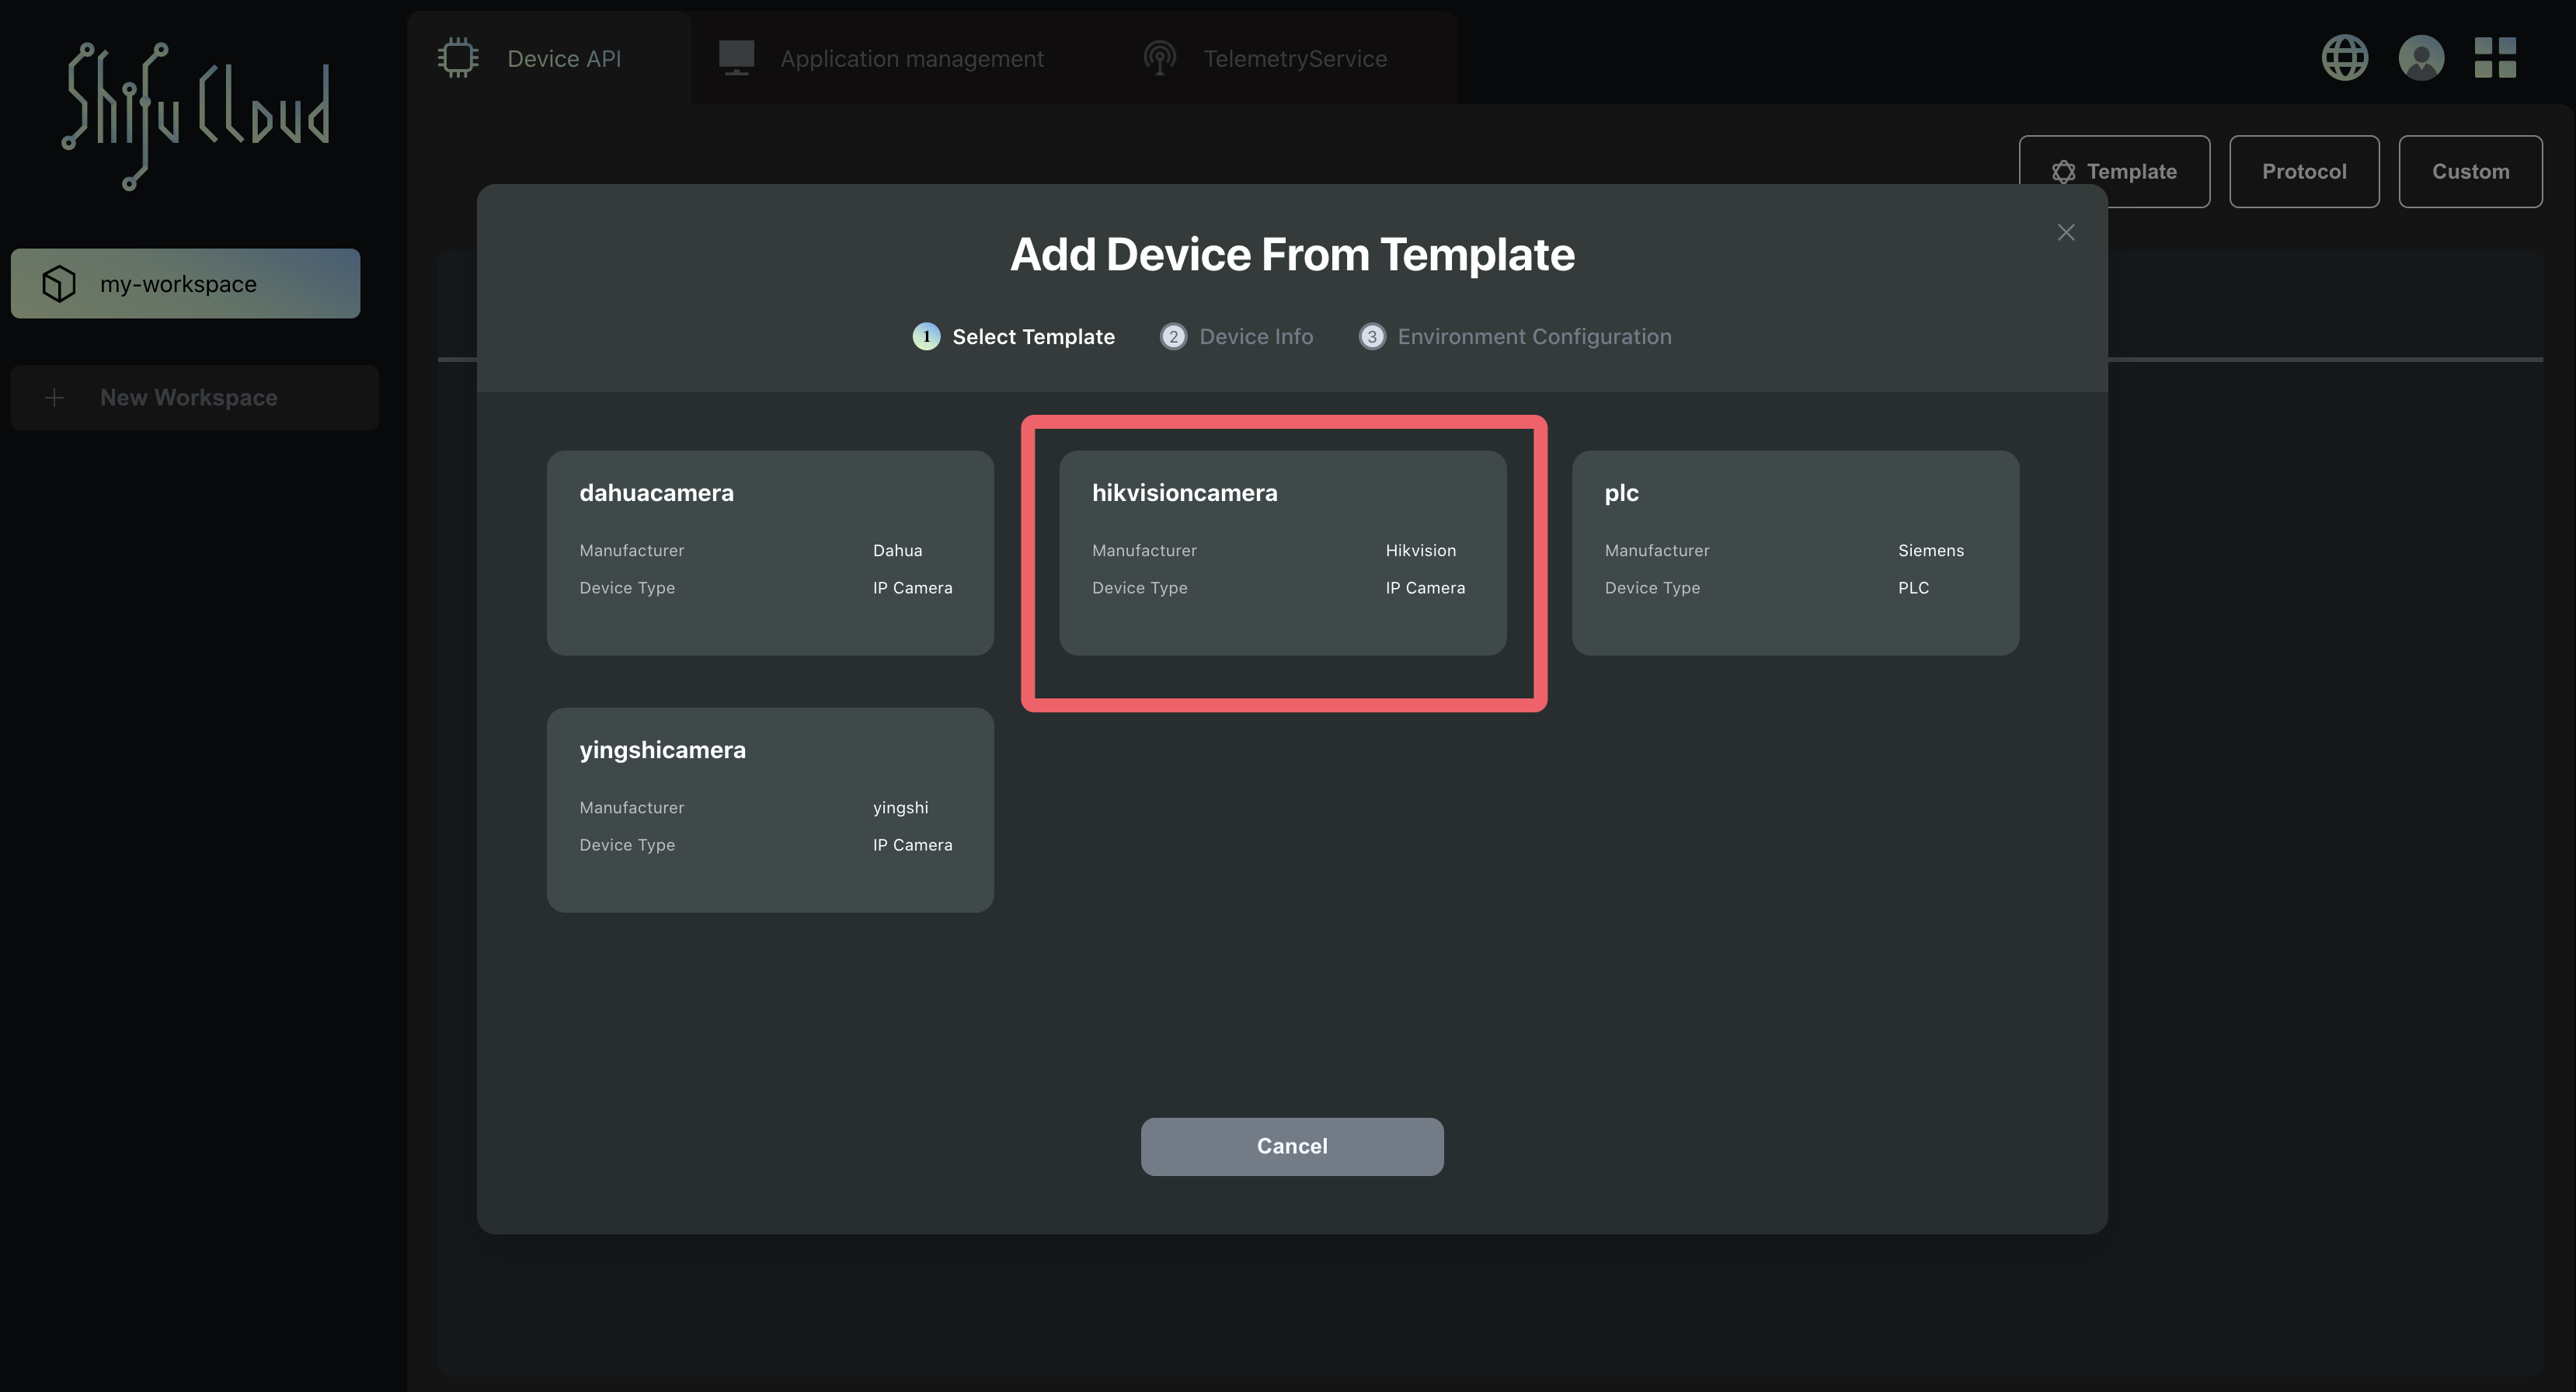 Shifu Cloud
Device API
Application management
TelemetryService
Template
Protocol
Custom
my-workspace
New Workspace
Add Device From Template
1 Select Template
2 Device Info
3 Environment Configuration
dahuacamera
Manufacturer Dahua
Device Type IP Camera
hikvisioncamera
Manufacturer Hikvision
Device Type IP Camera
plc
Manufacturer Siemens
Device Type PLC
yingshicamera
Manufacturer yingshi
Device Type IP Camera
Cancel